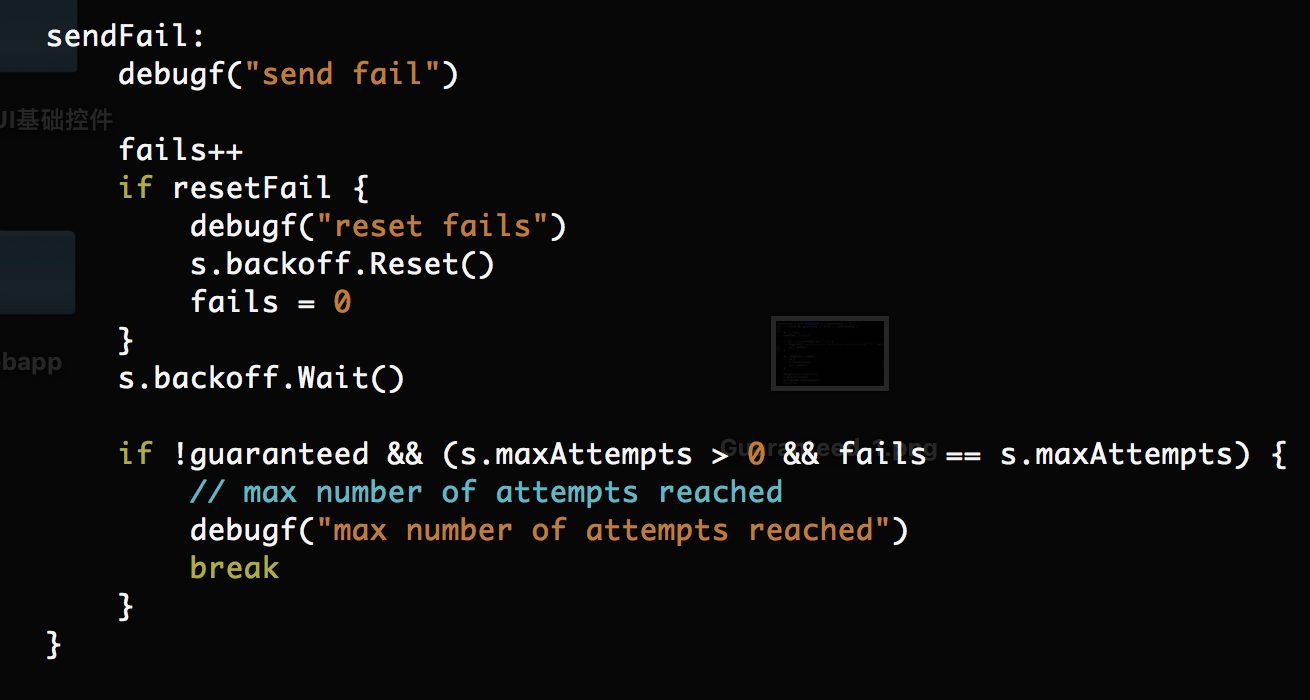 sendFail:
    debugf("send fail")
UI基础控件
    fails++
    if resetFail {
        debugf("reset fails")
        s.backoff.Reset()
        fails = 0
    }
bapp
    s.backoff.Wait()
    if !guaranteed && (s.maxAttempts > 0 && fails == s.maxAttempts) {
        // max number of attempts reached
        debugf("max number of attempts reached")
        break
    }
}